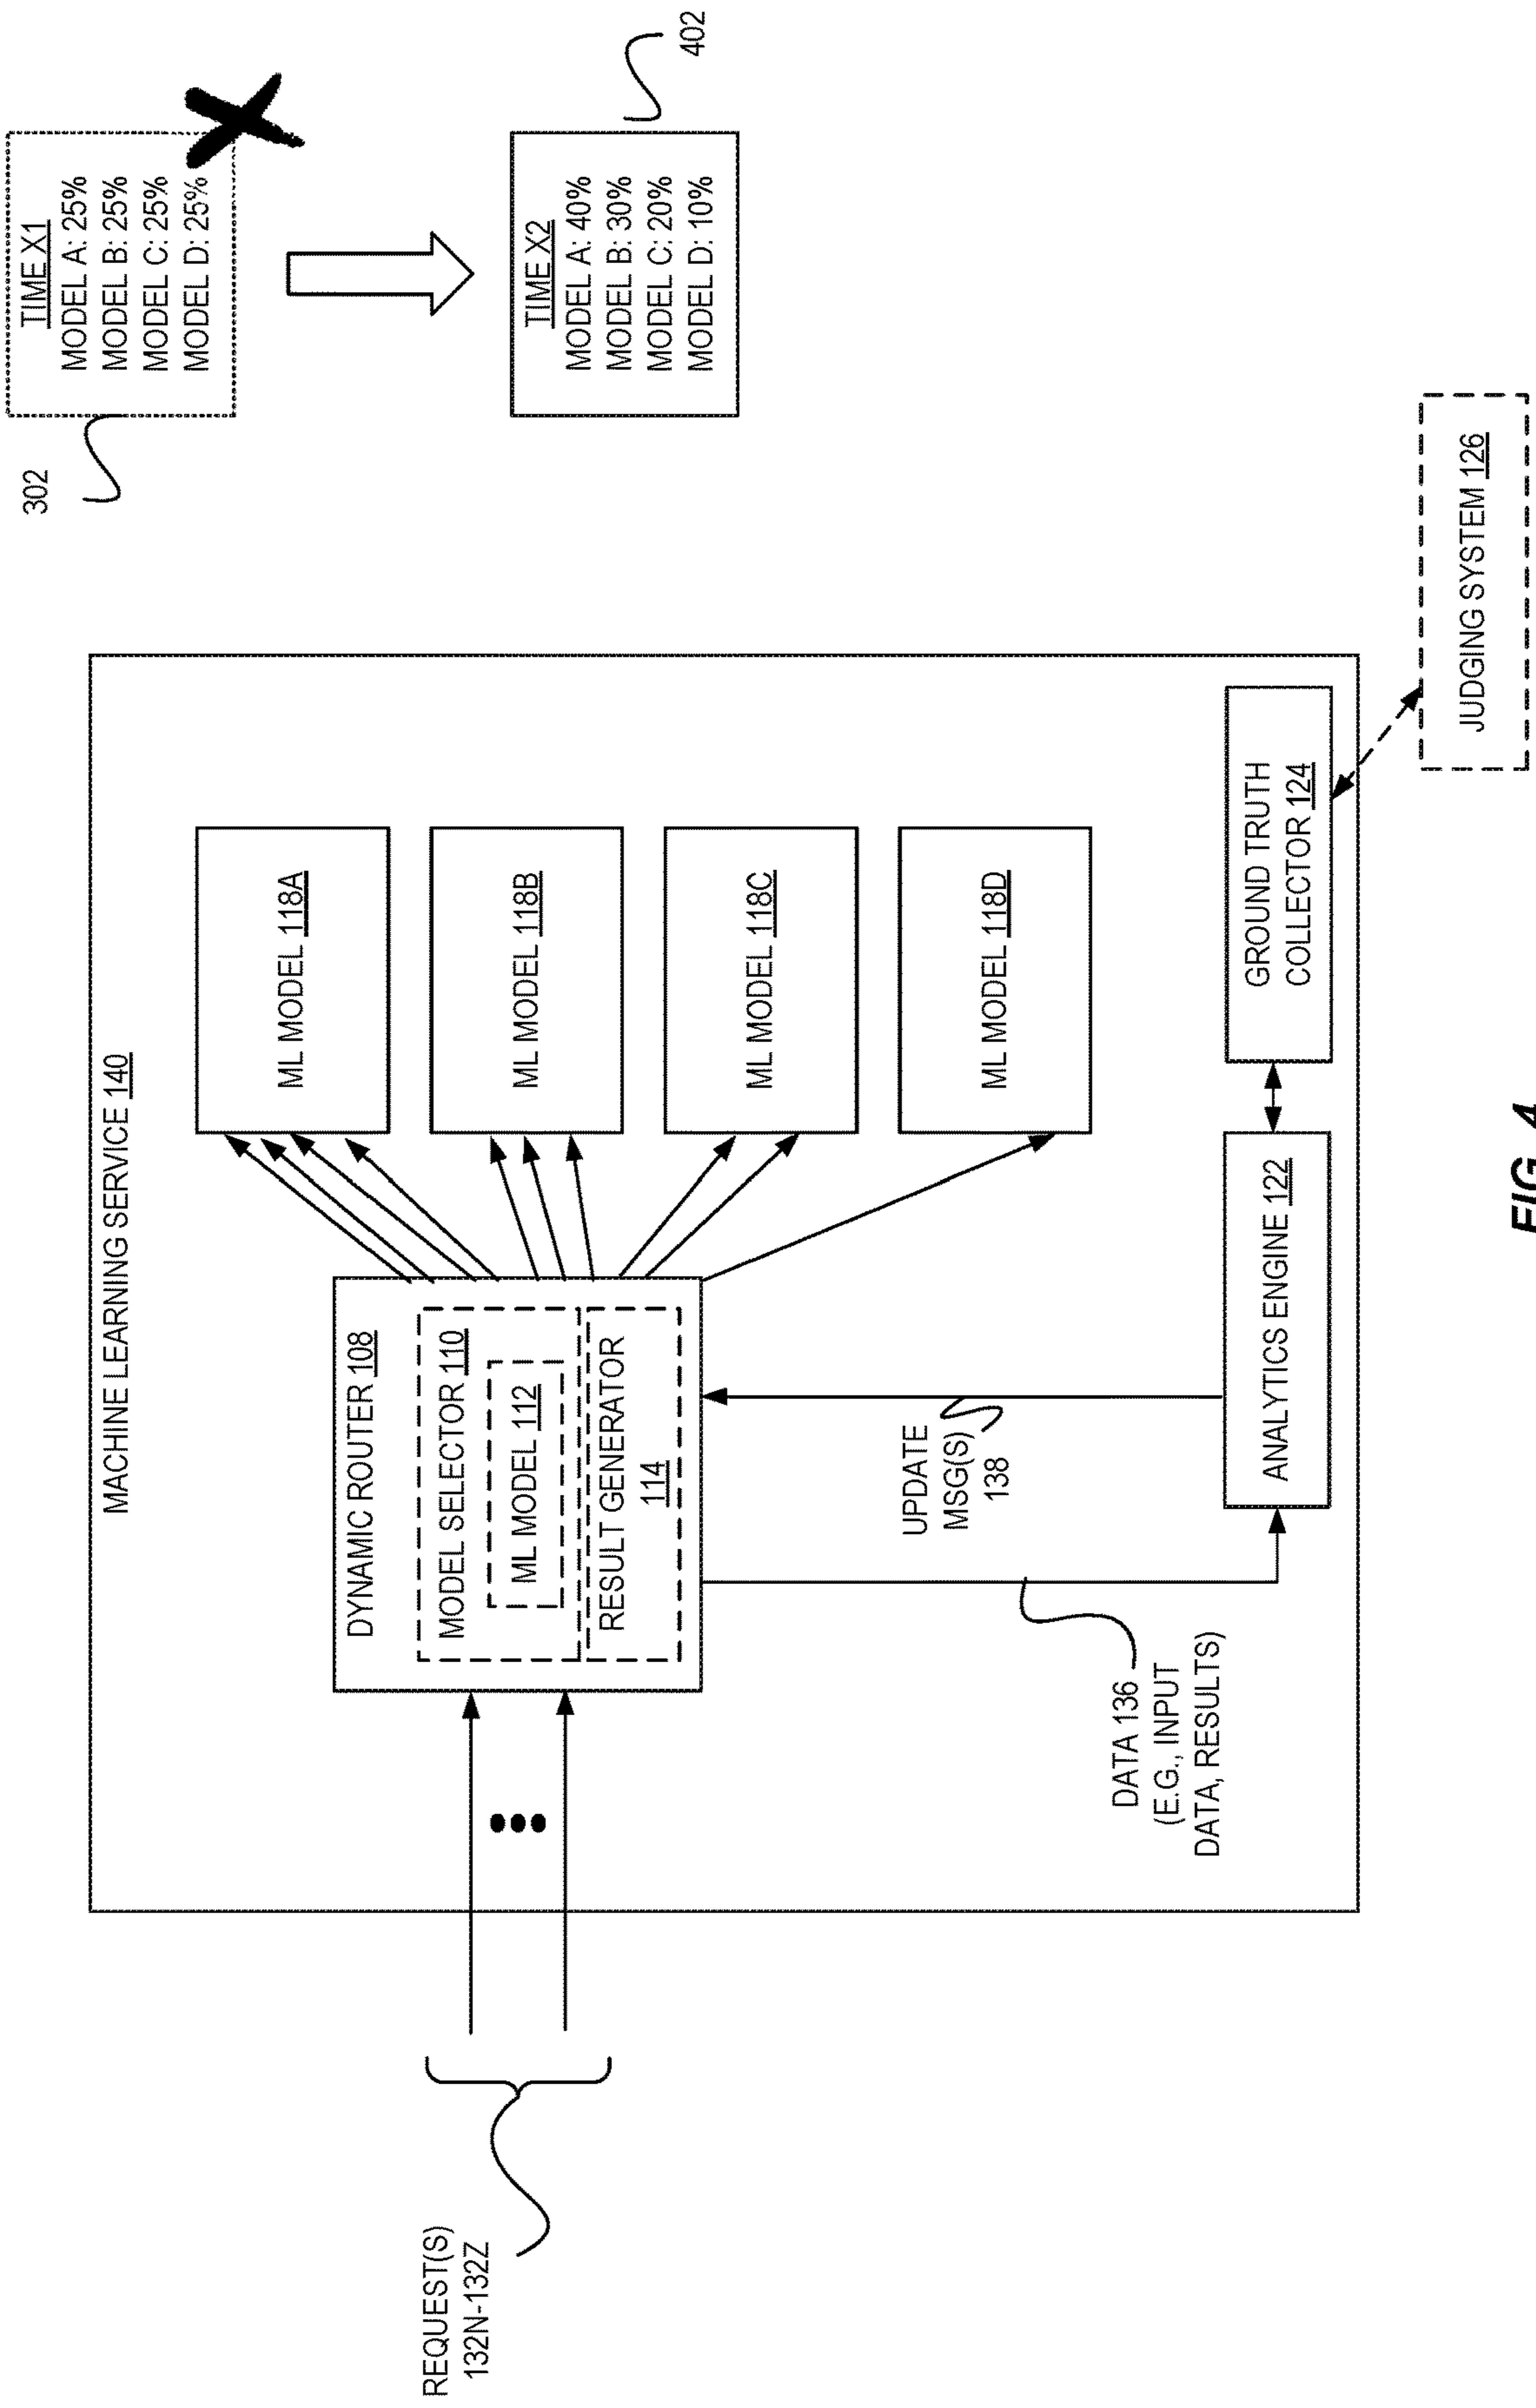 302
TIME X1
MODEL A: 25%
MODEL B: 25%
MODEL C: 25%
MODEL D: 25%
TIME X2
MODEL A: 40%
MODEL B: 30%
MODEL C: 20%
MODEL D: 10%
402
MACHINE LEARNING SERVICE 140
REQUEST(S)
132N-132Z
DYNAMIC ROUTER 108
MODEL SELECTOR 110
ML MODEL 112
RESULT GENERATOR
114
ML MODEL 118A
ML MODEL 118B
ML MODEL 118C
ML MODEL 118D
UPDATE
MSG(S)
138
DATA 136
(E.G., INPUT
DATA, RESULTS)
ANALYTICS ENGINE 122
GROUND TRUTH
COLLECTOR 124
JUDGING SYSTEM 126
FIG. 4